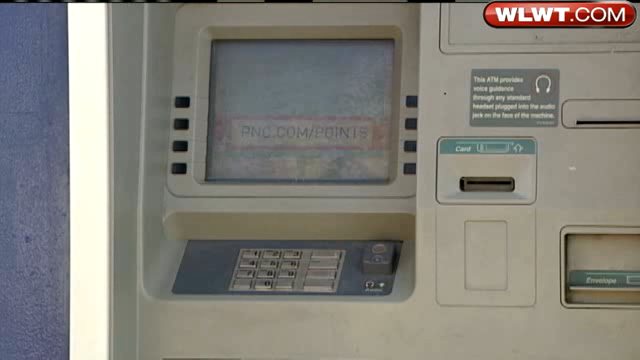 WLWT.COM
This ATM provides
voice guidance
through any standard
headset plugged into the audio
jack on the face of the machine.
PNC.COM/POINTS
Card
Envelope